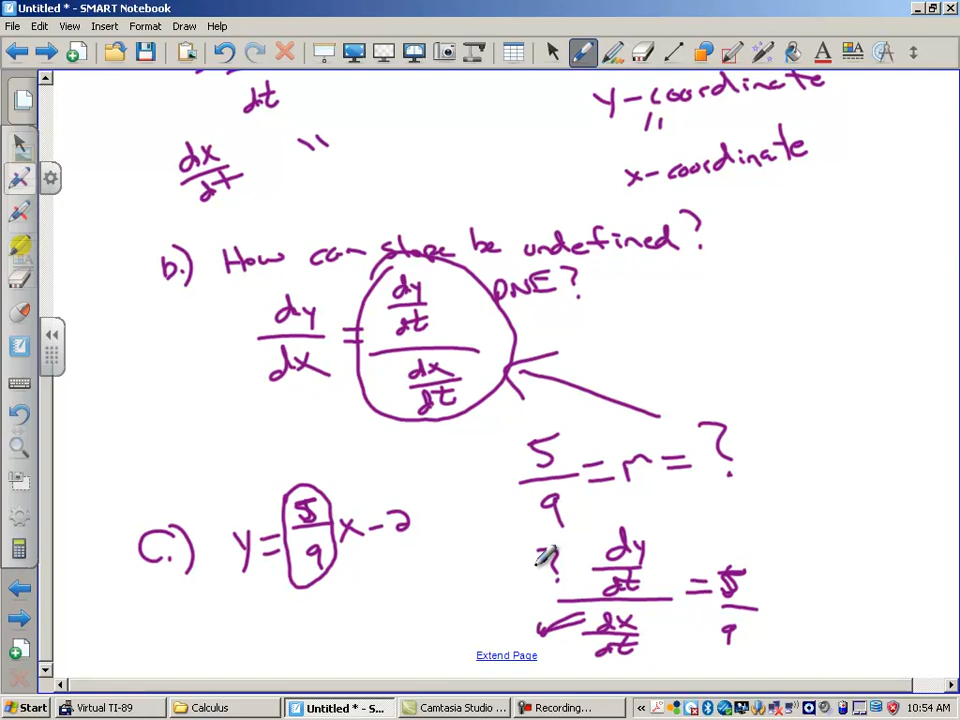 Untitled * - SMART Notebook
File Edit View Insert Format Draw Help
dt
y-coordinate
"
dx
dt
"
x-coordinate
b.) How can slope be undefined?
DNE?
dy/dx = (dy/dt)/(dx/dt)
5/9 = m = ?
C.) y = 5/9 x - 2
? (dy/dt)/(dx/dt) = 5/9
Extend Page
Start Virtual TI-89 Calculus Untitled * - S... Camtasia Studio ... Recording... 10:54 AM